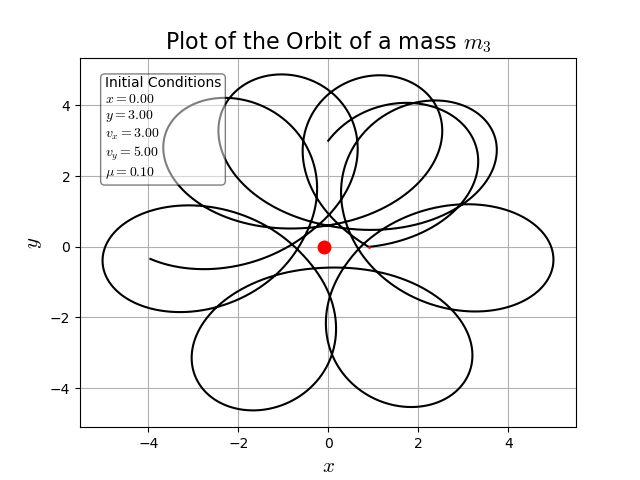 Plot of the Orbit of a mass m₃
Initial Conditions
x = 0.00
y = 3.00
vₓ = 3.00
v_y = 5.00
μ = 0.10
y
4
2
0
−2
−4
−4 −2 0 2 4
x